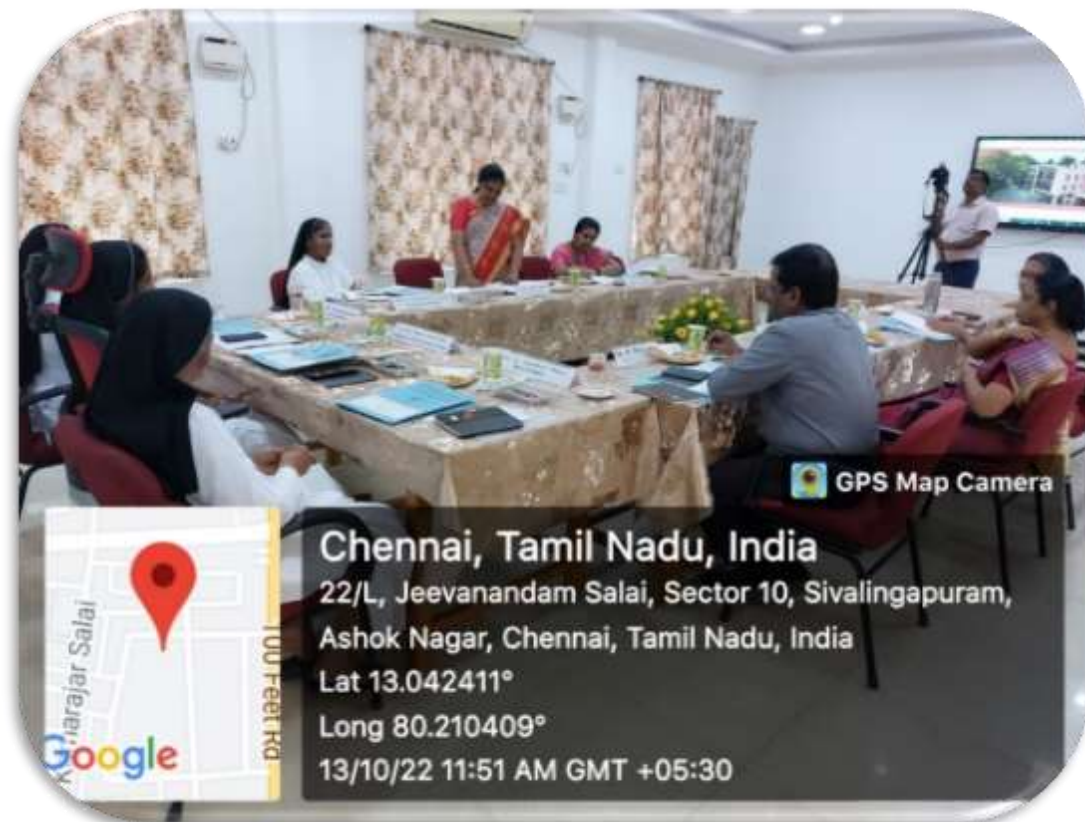 GPS Map Camera
Chennai, Tamil Nadu, India
22/L, Jeevanandam Salai, Sector 10, Sivalingapuram,
Ashok Nagar, Chennai, Tamil Nadu, India
Lat 13.042411°
Long 80.210409°
13/10/22 11:51 AM GMT +05:30
100 Feet Rd
Google